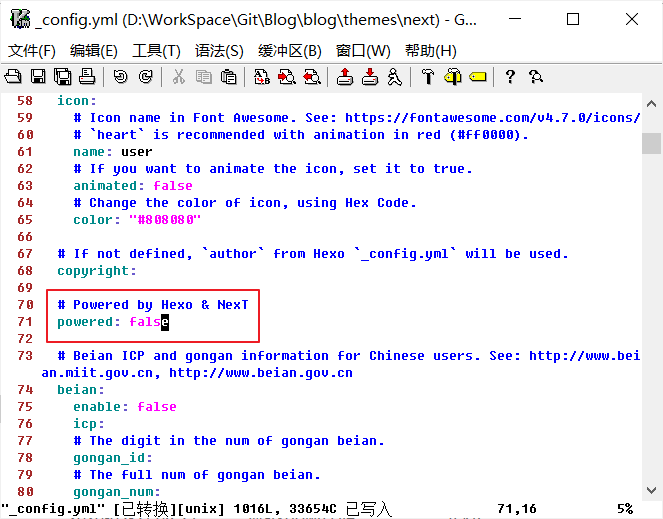 _config.yml (D:\WorkSpace\Git\Blog\blog\themes\next) - G...
文件(F) 编辑(E) 工具(T) 语法(S) 缓冲区(B) 窗口(W) 帮助(H)
58 icon:
59 # Icon name in Font Awesome. See: https://fontawesome.com/v4.7.0/icons/
60 # `heart` is recommended with animation in red (#ff0000).
61 name: user
62 # If you want to animate the icon, set it to true.
63 animated: false
64 # Change the color of icon, using Hex Code.
65 color: "#808080"
66
67 # If not defined, `author` from Hexo `_config.yml` will be used.
68 copyright:
69
70 # Powered by Hexo & NexT
71 powered: false
72
73 # Beian ICP and gongan information for Chinese users. See: http://www.bei
an.miit.gov.cn, http://www.beian.gov.cn
74 beian:
75 enable: false
76 icp:
77 # The digit in the num of gongan beian.
78 gongan_id:
79 # The full num of gongan beian.
80 gongan_num:
"_config.yml" [已转换][unix] 1016L, 33654C 已写入 71,16 5%